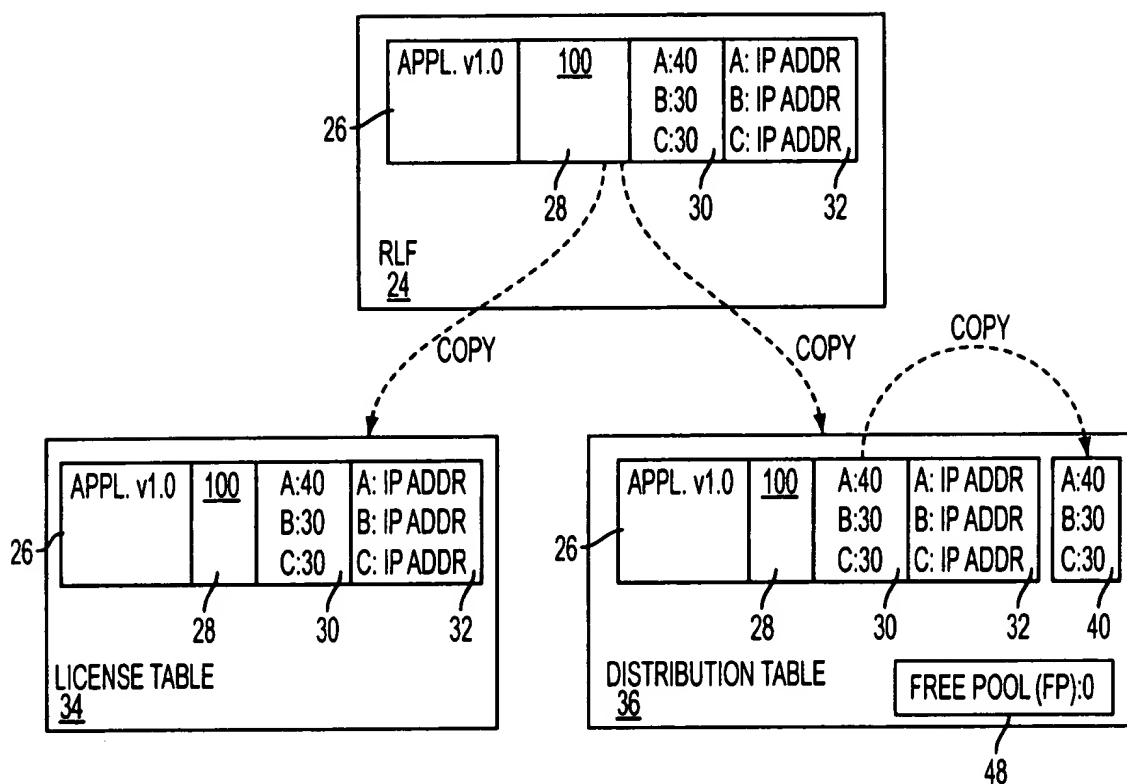 APPL. v1.0
100
A:40
B:30
C:30
A: IP ADDR
B: IP ADDR
C: IP ADDR
26
28
30
32
RLF
24
COPY
COPY
COPY
APPL. v1.0
100
A:40
B:30
C:30
A: IP ADDR
B: IP ADDR
C: IP ADDR
26
28
30
32
LICENSE TABLE
34
APPL. v1.0
100
A:40
B:30
C:30
A: IP ADDR
B: IP ADDR
C: IP ADDR
A:40
B:30
C:30
26
28
30
32
40
DISTRIBUTION TABLE
36
FREE POOL (FP):0
48